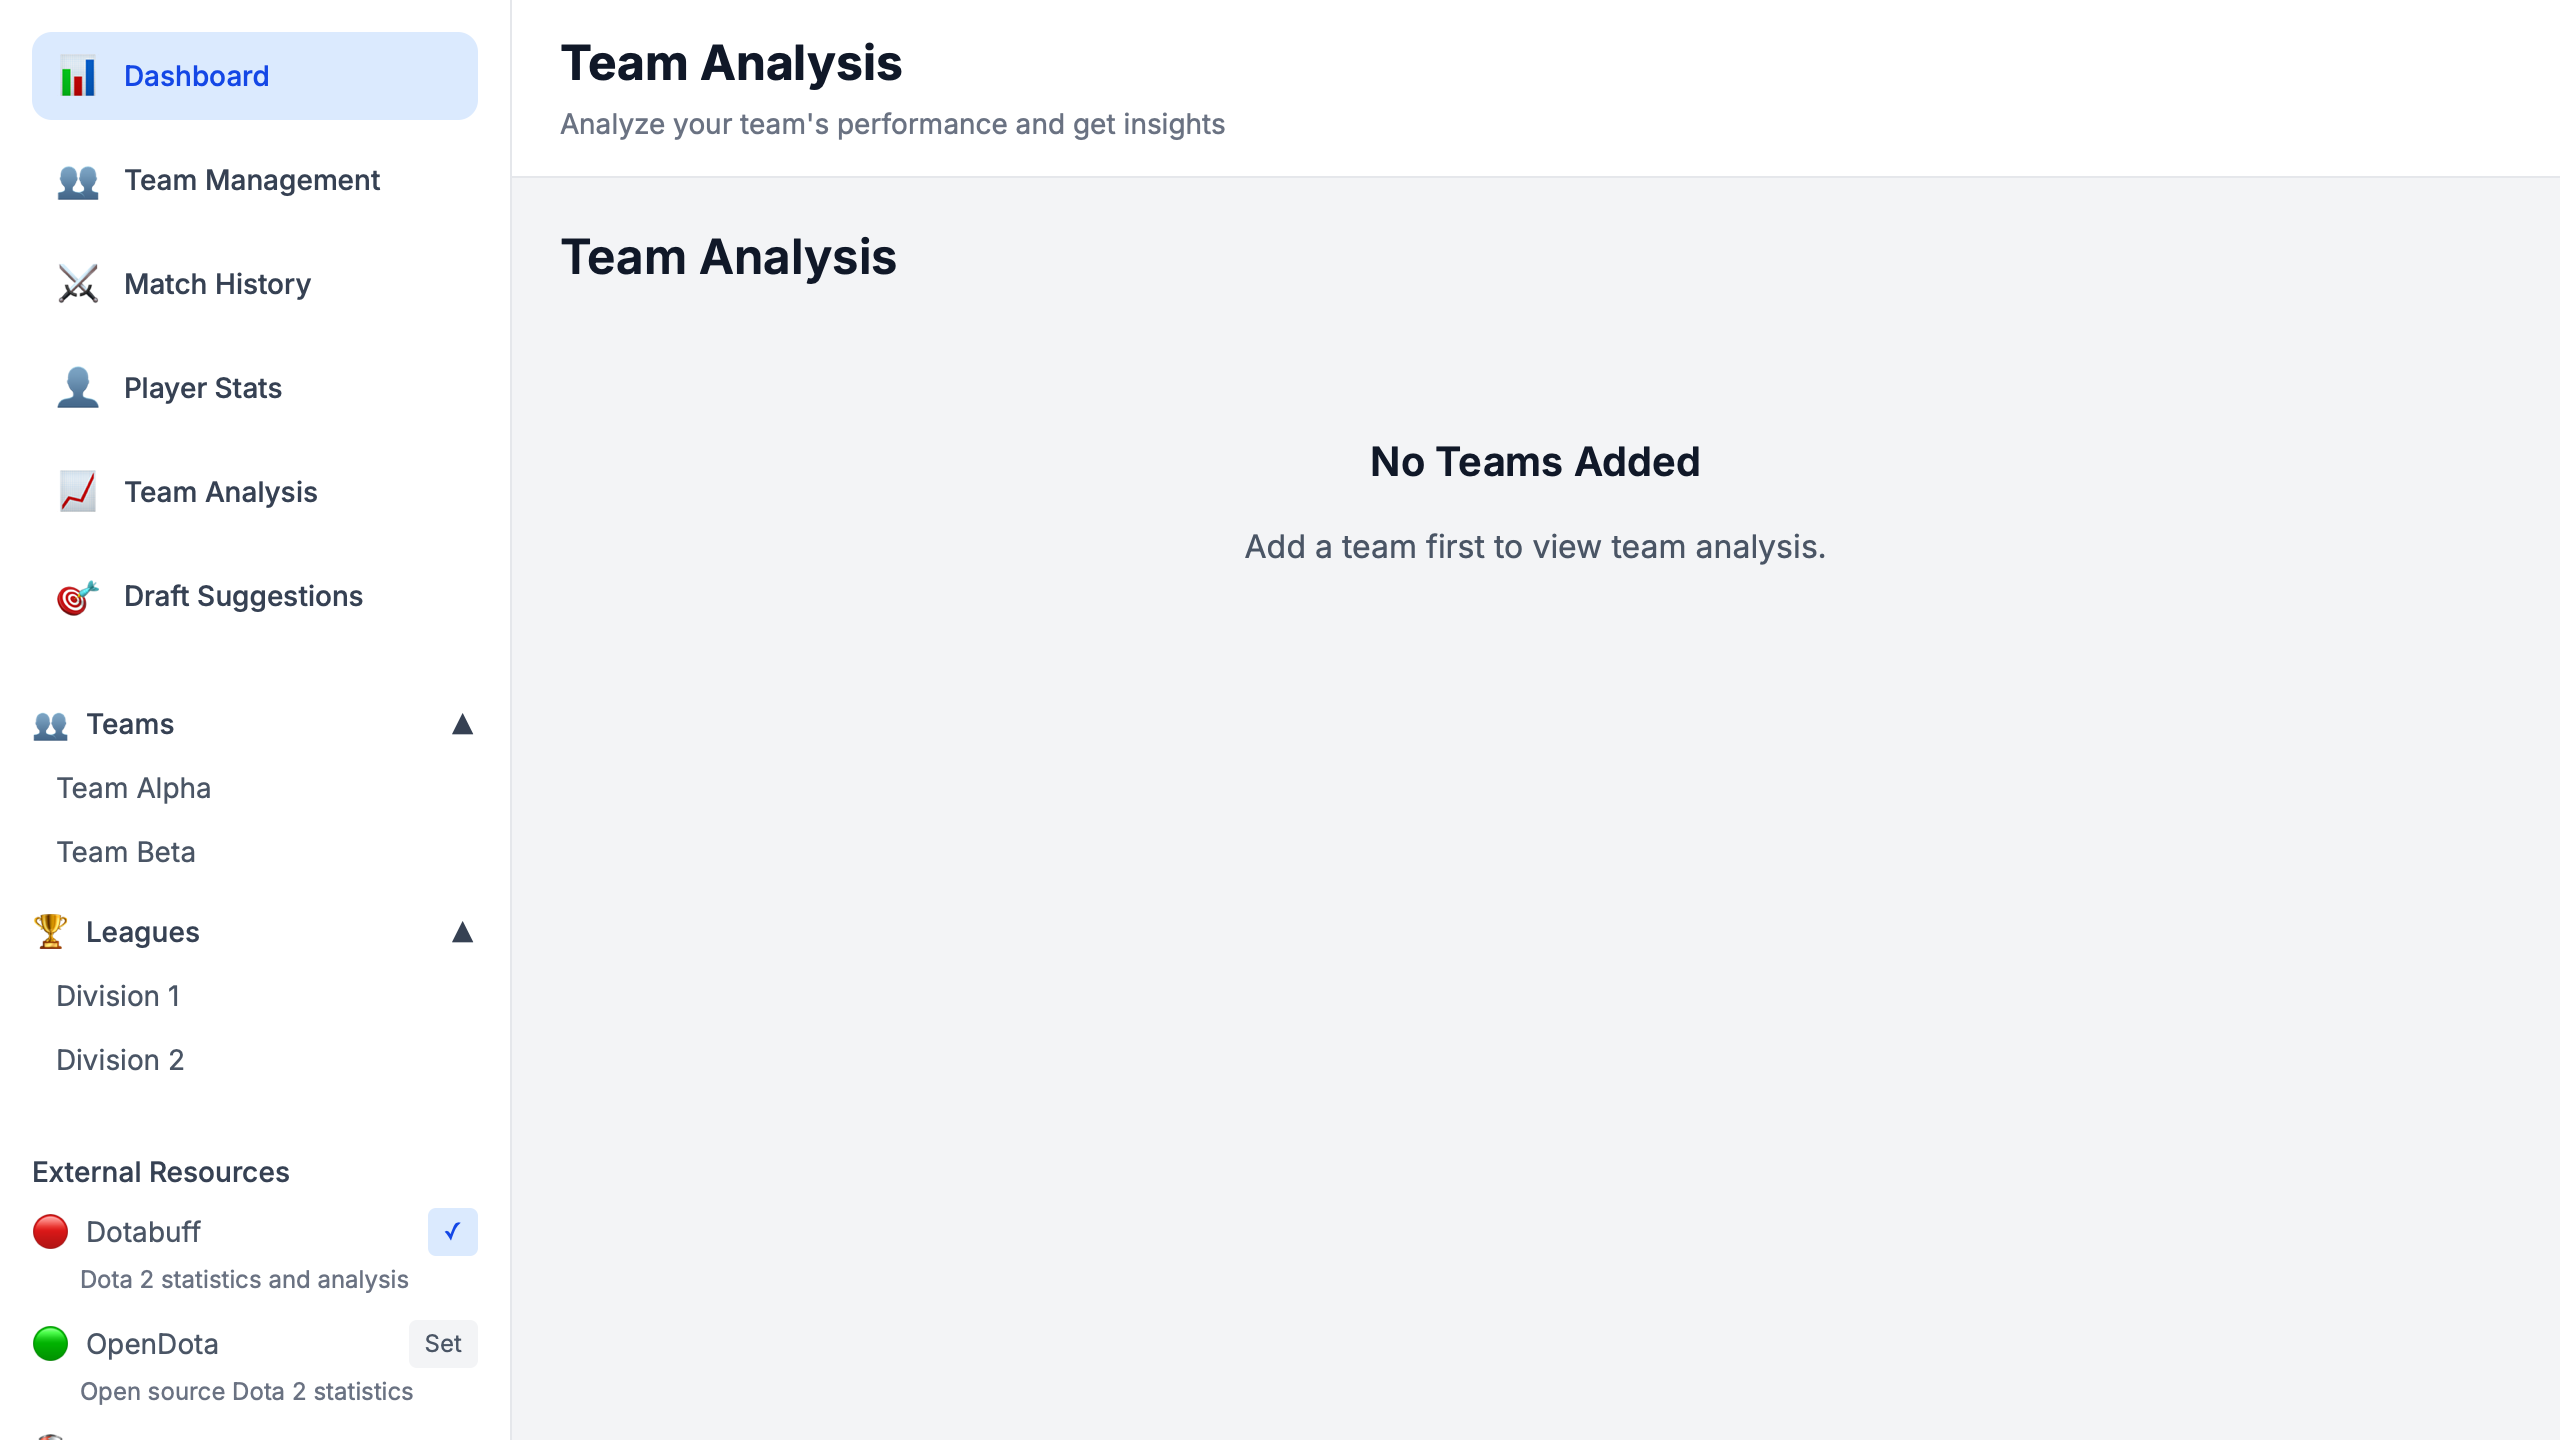 Dashboard
Team Management
Match History
Player Stats
Team Analysis
Draft Suggestions
Teams ▲
Team Alpha
Team Beta
Leagues ▲
Division 1
Division 2
External Resources
Dotabuff ✓
Dota 2 statistics and analysis
OpenDota Set
Open source Dota 2 statistics
Team Analysis
Analyze your team's performance and get insights
Team Analysis
No Teams Added
Add a team first to view team analysis.